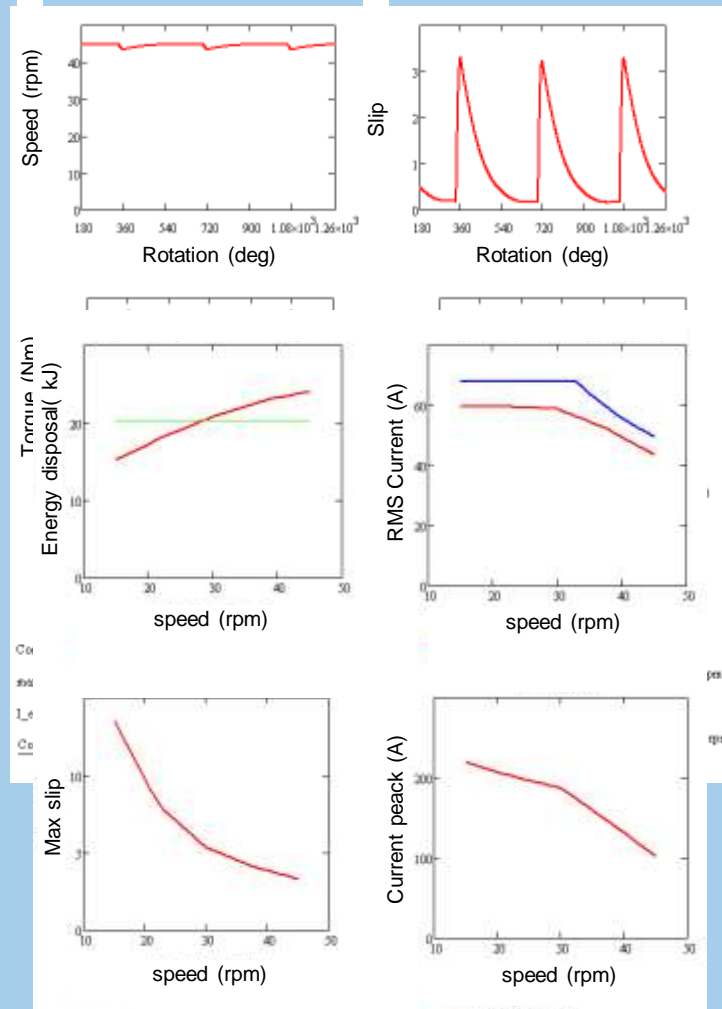 Speed (rpm)
40
30
20
10
0
180 360 540 720 900 1.08×10³ 1.26×10³
Rotation (deg)
Slip
3
2
1
0
180 360 540 720 900 1.08×10³ 1.26×10³
Rotation (deg)
Torque (Nm)
Energy disposal( kJ)
20
10
0
10 20 30 40 50
speed (rpm)
RMS Current (A)
60
40
20
0
10 20 30 40 50
speed (rpm)
Max slip
10
5
0
10 20 30 40 50
speed (rpm)
Current peack (A)
200
100
0
10 20 30 40 50
speed (rpm)